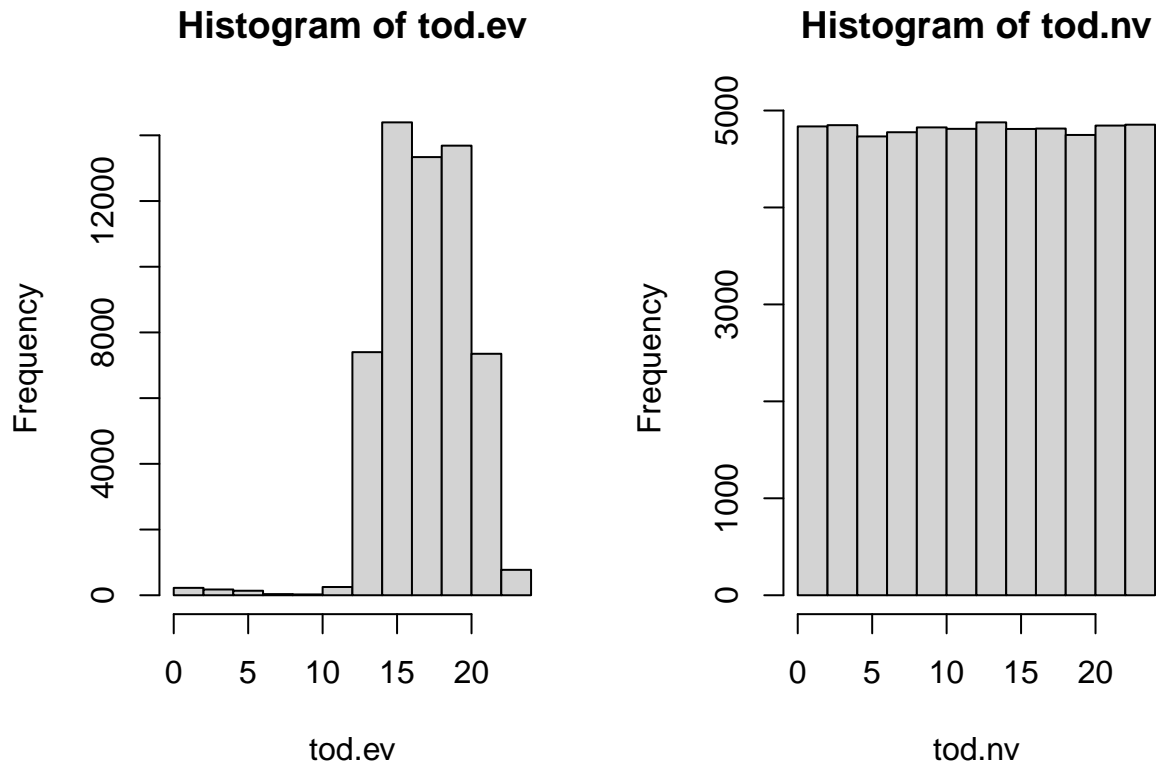 Histogram of tod.ev
Frequency
0
4000
8000
12000
0 5 10 15 20
tod.ev
Histogram of tod.nv
Frequency
0
1000
3000
5000
0 5 10 15 20
tod.nv